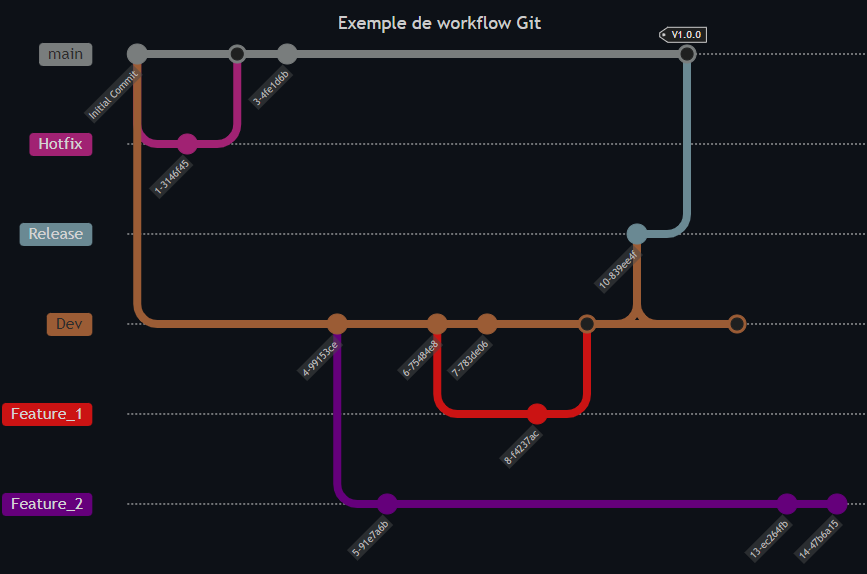 Exemple de workflow Git
V1.0.0
main
Initial Commit
3-4fe1d6b
Hotfix
1-3146f45
Release
10-839ee4f
Dev
4-99153ce
6-75484e8
7-783de06
Feature_1
8-f4237ac
Feature_2
5-91e7a6b
13-ec264fb
14-47b6a15